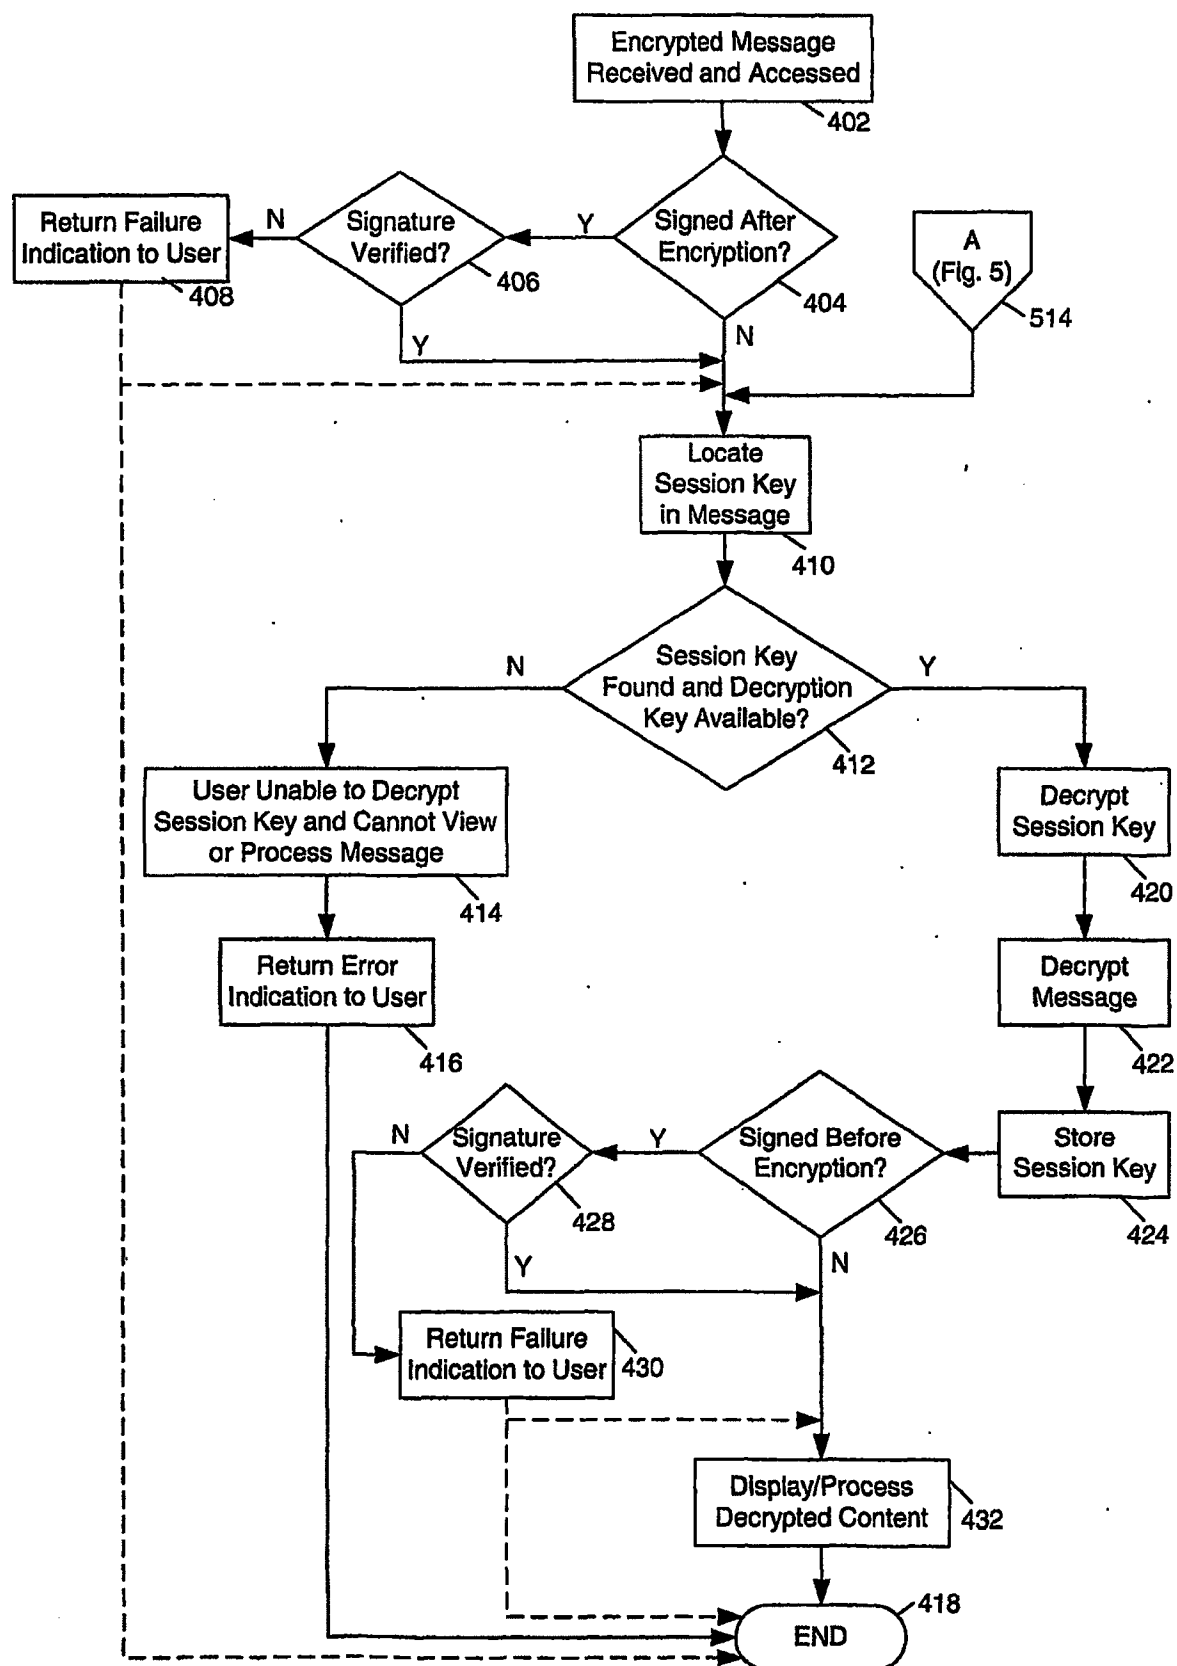 Encrypted Message
Received and Accessed
402
Signed After
Encryption?
404
Y
N
Signature
Verified?
406
N
Y
Return Failure
Indication to User
408
A
(Fig. 5)
514
Locate
Session Key
in Message
410
Session Key
Found and Decryption
Key Available?
412
N
Y
User Unable to Decrypt
Session Key and Cannot View
or Process Message
414
Return Error
Indication to User
416
Decrypt
Session Key
420
Decrypt
Message
422
Store
Session Key
424
Signed Before
Encryption?
426
Y
N
Signature
Verified?
428
N
Y
Return Failure
Indication to User
430
Display/Process
Decrypted Content
432
END
418